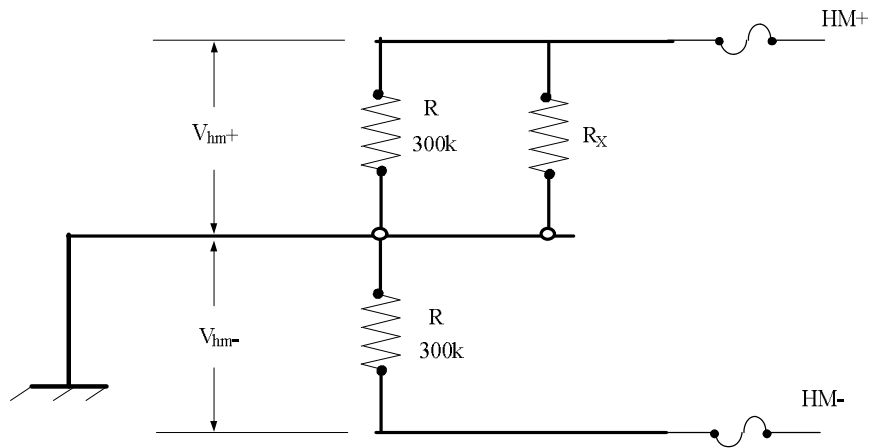 HM+
R
300k
Rx
Vhm+
Vhm-
R
300k
HM-